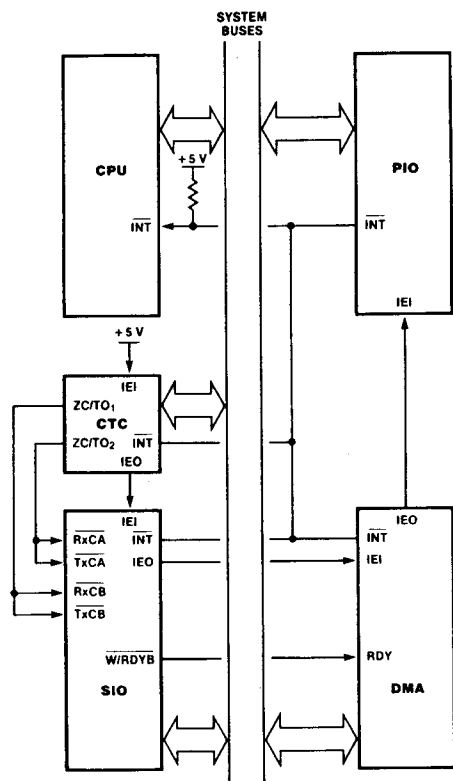 SYSTEM
BUSES
CPU
+5 V
INT
PIO
INT
IEI
+5 V
IEI
ZC/TO₁
CTC
ZC/TO₂
INT
IEO
IEI
RxCA
INT
TxCA
IEO
RxCB
TxCB
W/RDYB
SIO
IEO
INT
IEI
RDY
DMA